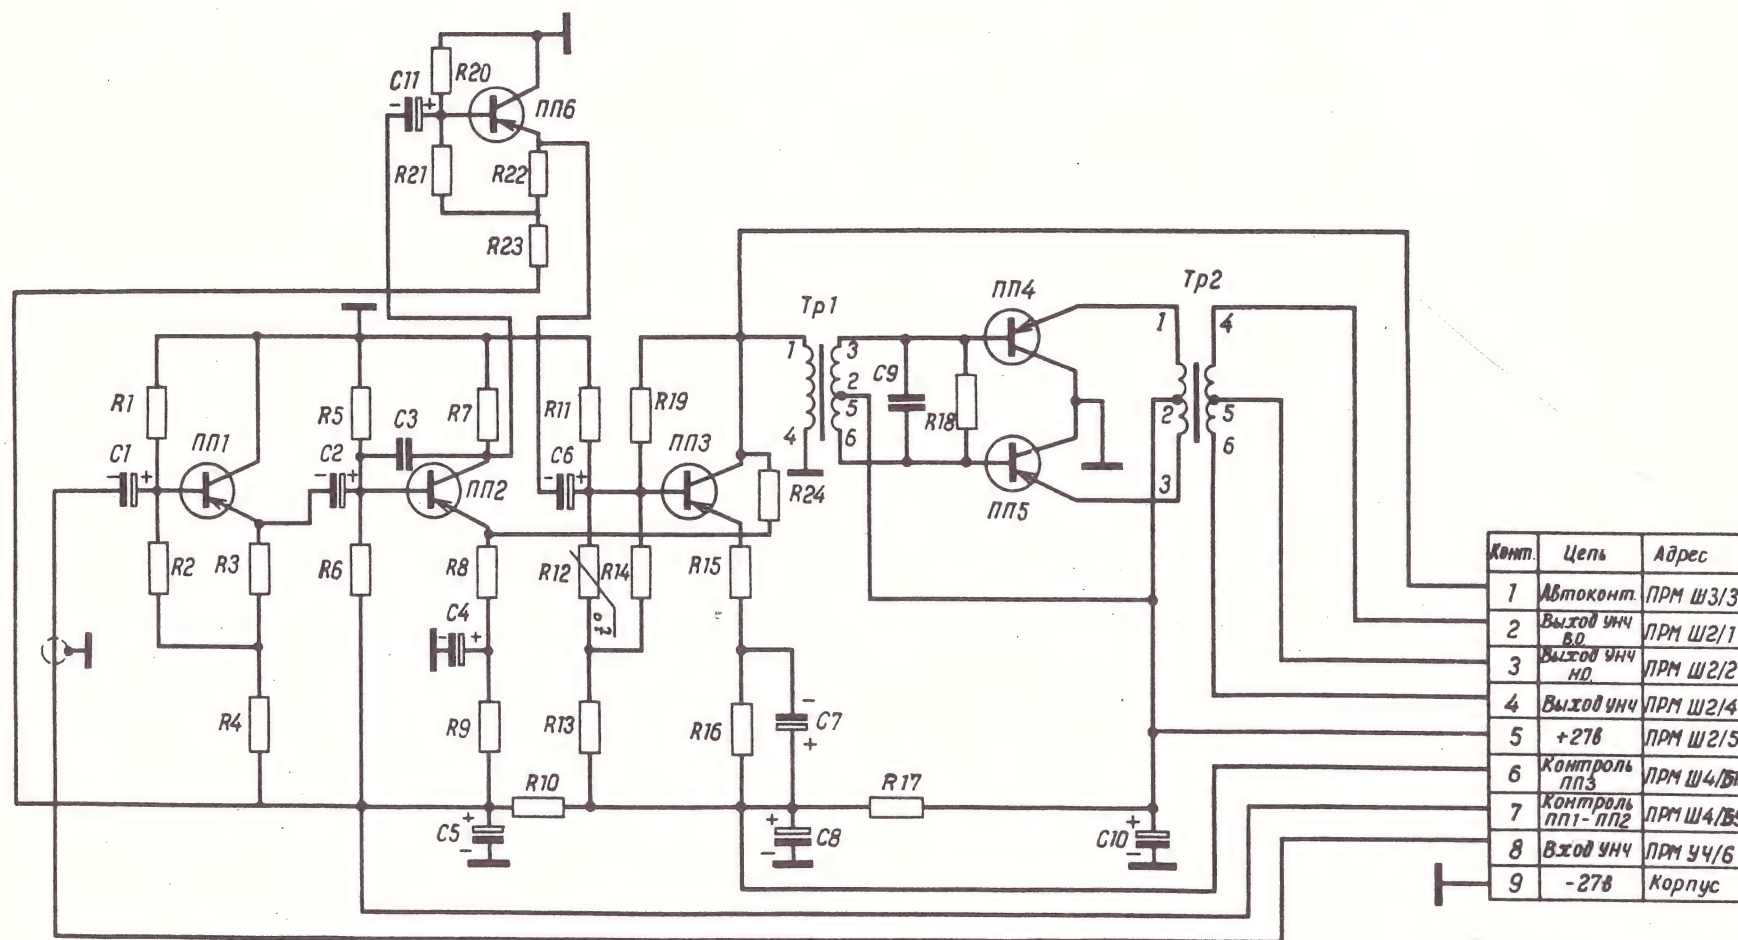 C11
R20
ПП6
R21
R22
R23
- +
Тр1
ПП4
Тр2
1
3
1
4
R1
R5
C3
R7
R11
R19
C9
2
5
R18
2
5
C1
ПП1
C2
ПП2
C6
ПП3
R24
4
6
3
6
ПП5
- +
- +
- +
R2
R3
R6
R8
R12
R14
R15
C4
- +
R4
R9
R13
R16
C7
-
+
R10
R17
C5
+
-
C8
+
-
C10
+
-
Конт. Цепь Адрес
1 Автоконт. ПРМ Ш3/3
2 Выход УНЧ В.О. ПРМ Ш2/1
3 Выход УНЧ Н.О. ПРМ Ш2/2
4 Выход УНЧ ПРМ Ш2/4
5 +27в ПРМ Ш2/5
6 Контроль ПП3 ПРМ
7 Контроль ПП1-ПП2 ПРМ
8 Вход УНЧ ПРМ УЧ/6
9 -27в Корпус